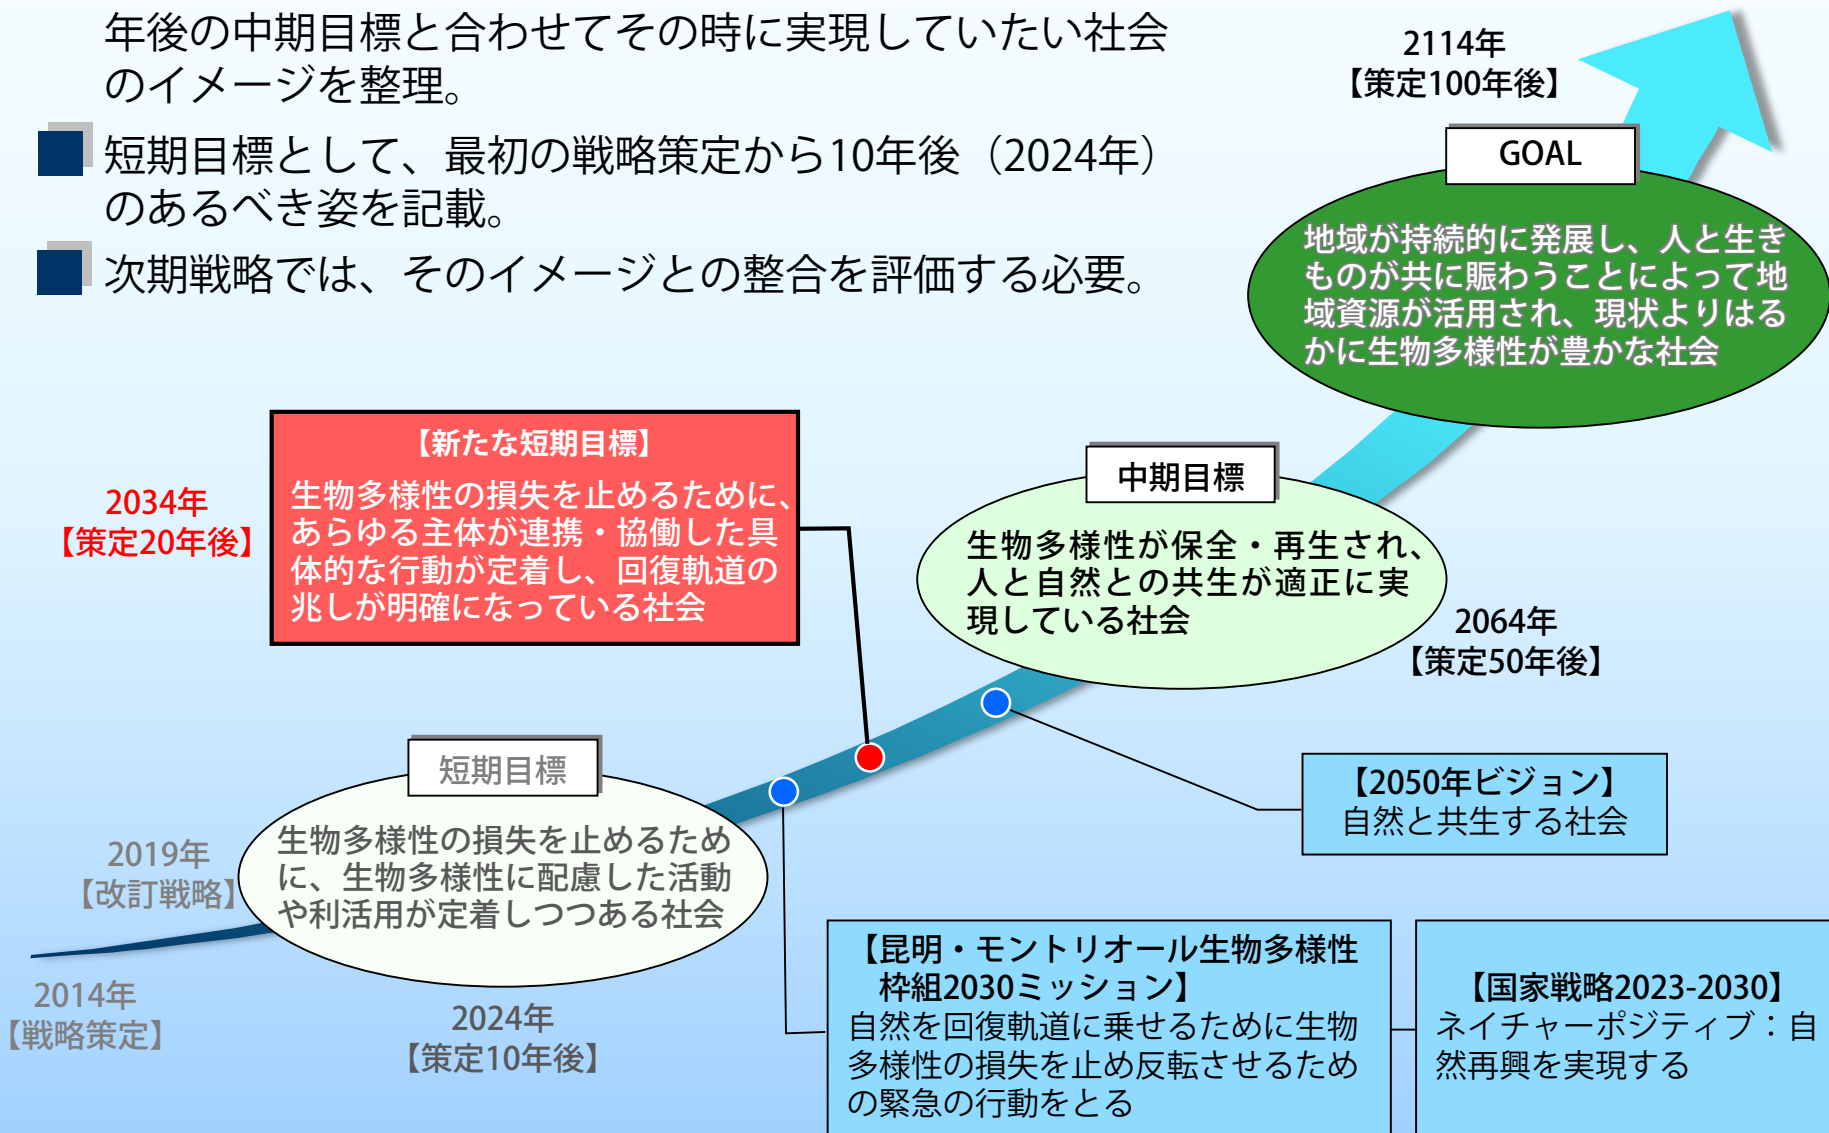 年後の中期目標と合わせてその時に実現していたい社会
のイメージを整理。
短期目標として、最初の戦略策定から10年後（2024年）
のあるべき姿を記載。
次期戦略では、そのイメージとの整合を評価する必要。
2114年
【策定100年後】
GOAL
地域が持続的に発展し、人と生き
ものが共に賑わうことによって地
域資源が活用され、現状よりはる
かに生物多様性が豊かな社会
【新たな短期目標】
生物多様性の損失を止めるために、
あらゆる主体が連携・協働した具
体的な行動が定着し、回復軌道の
兆しが明確になっている社会
2034年
【策定20年後】
中期目標
生物多様性が保全・再生され、
人と自然との共生が適正に実
現している社会
2064年
【策定50年後】
短期目標
生物多様性の損失を止めるため
に、生物多様性に配慮した活動
や利活用が定着しつつある社会
2019年
【改訂戦略】
2014年
【戦略策定】
2024年
【策定10年後】
【2050年ビジョン】
自然と共生する社会
【昆明・モントリオール生物多様性
枠組2030ミッション】
自然を回復軌道に乗せるために生物
多様性の損失を止め反転させるため
の緊急の行動をとる
【国家戦略2023-2030】
ネイチャーポジティブ：自
然再興を実現する